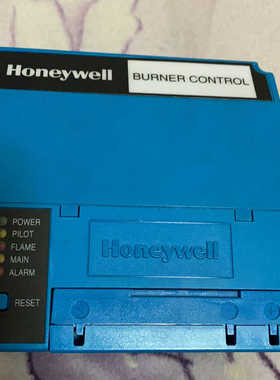 Honeywell
BURNER CONTROL
POWER
PILOT
FLAME
MAIN
ALARM
RESET
Honeywell